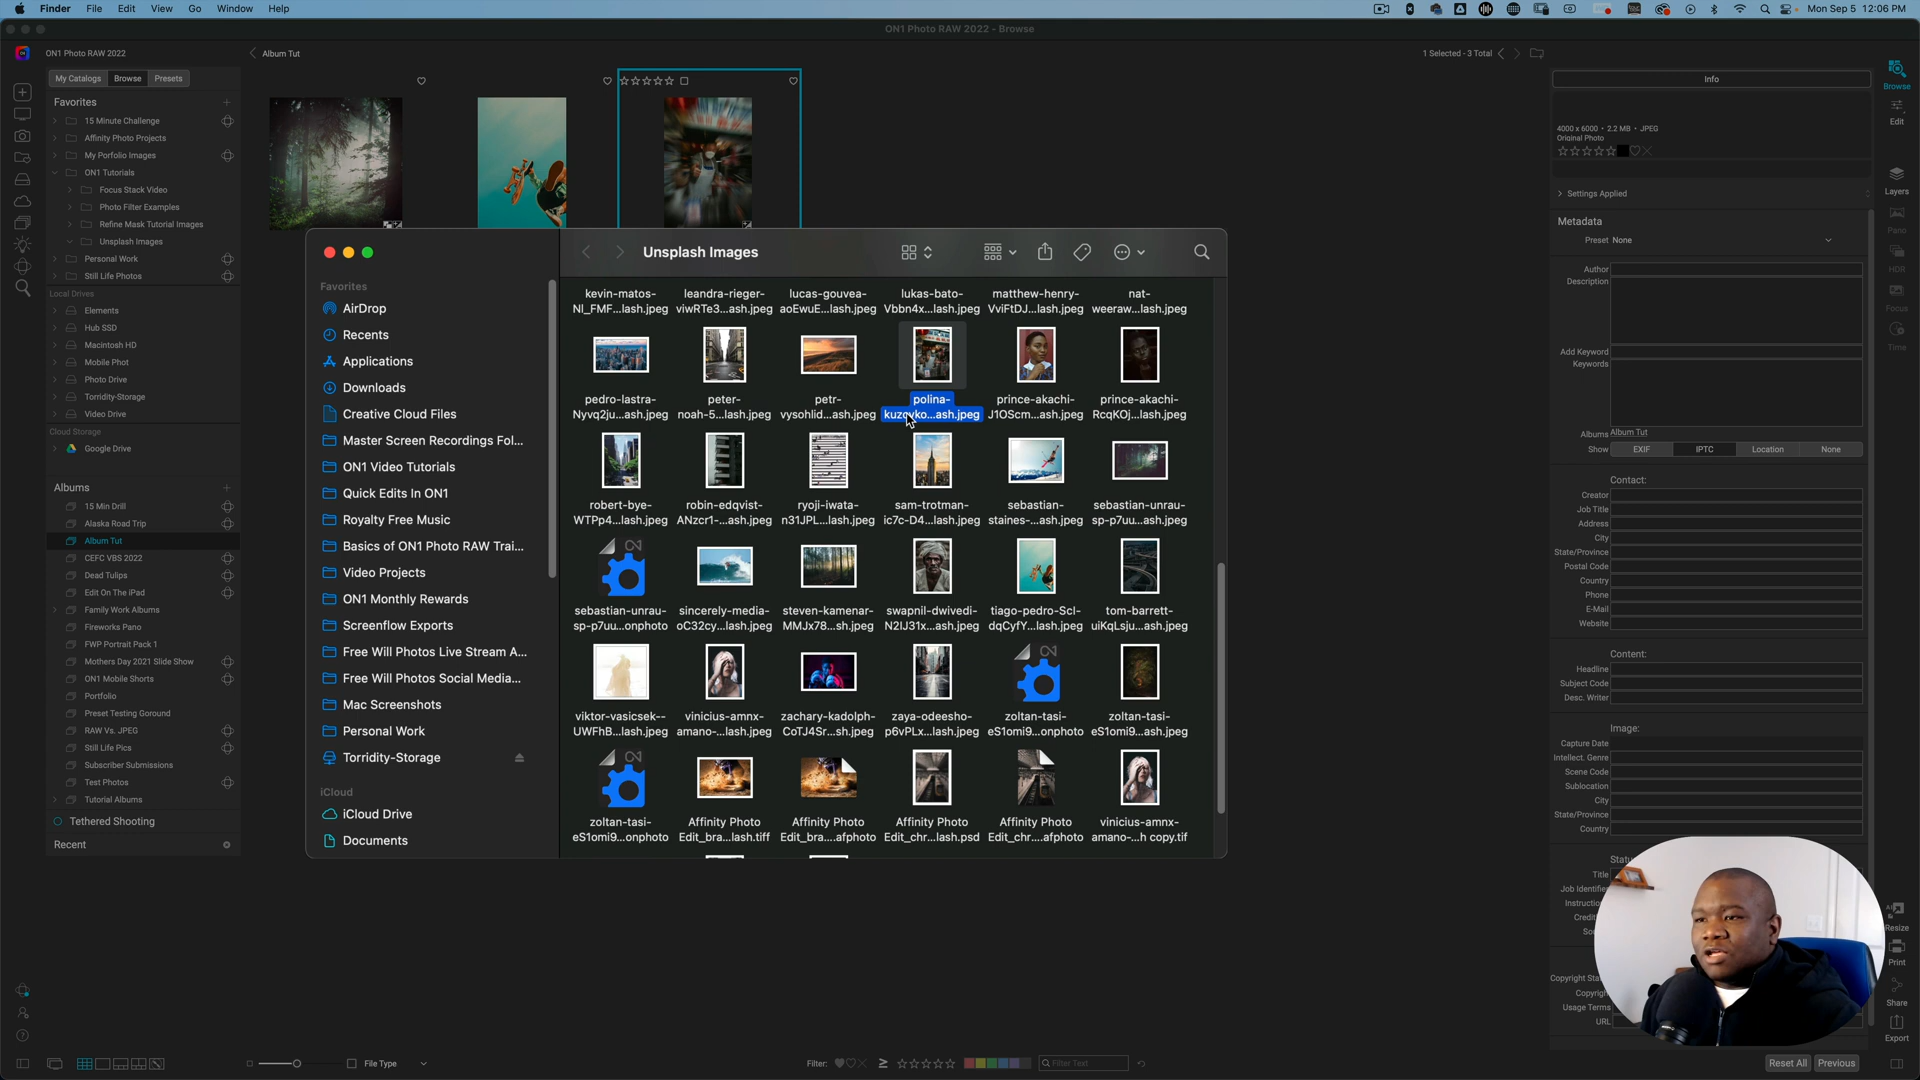 Finder File Edit View Go Window Help
Mon Sep 5 12:06 PM
ON1 Photo RAW 2022 - Browse
ON1 Photo RAW 2022
Album Tut
1 Selected - 3 Total
My Catalogs Browse Presets
Favorites
15 Minute Challenge
Affinity Photo Projects
My Porfolio Images
ON1 Tutorials
Focus Stack Video
Photo Filter Examples
Refine Mask Tutorial Images
Unsplash Images
Personal Work
Still Life Photos
Local Drives
Elements
Hub SSD
Macintosh HD
Mobile Phot
Photo Drive
Torridity-Storage
Video Drive
Cloud Storage
Google Drive
Albums
15 Min Drill
Alaska Road Trip
Album Tut
CEFC VBS 2022
Dead Tulips
Edit On The iPad
Family Work Albums
Fireworks Pano
FWP Portrait Pack 1
Mothers Day 2021 Slide Show
ON1 Mobile Shorts
Portfolio
Preset Testing Goround
RAW Vs. JPEG
Still Life Pics
Subscriber Submissions
Test Photos
Tutorial Albums
Tethered Shooting
Recent
Unsplash Images
Favorites
AirDrop
Recents
Applications
Downloads
Creative Cloud Files
Master Screen Recordings Fol...
ON1 Video Tutorials
Quick Edits In ON1
Royalty Free Music
Basics of ON1 Photo RAW Trai...
Video Projects
ON1 Monthly Rewards
Screenflow Exports
Free Will Photos Live Stream A...
Free Will Photos Social Media...
Mac Screenshots
Personal Work
Torridity-Storage
iCloud
iCloud Drive
Documents
kevin-matos- leandra-rieger- lucas-gouvea- lukas-bato- matthew-henry- nat-
NI_FMF...lash.jpeg viwRTe3...ash.jpeg aoEwuE...lash.jpeg Vbbn4x...lash.jpeg VviFtDJ...lash.jpeg weeraw...lash.jpeg
pedro-lastra- peter- petr- polina- prince-akachi- prince-akachi-
Nyvq2ju...ash.jpeg noah-5...lash.jpeg vysohlid...ash.jpeg ...ash.jpeg J1OScm...ash.jpeg RcqKOj...lash.jpeg
robert-bye- robin-edqvist- ryoji-iwata- sam-trotman- sebastian- sebastian-unrau-
WTPp4...lash.jpeg ANzcr1-...ash.jpeg n31JPL...lash.jpeg ic7c-D4...lash.jpeg staines-...ash.jpeg sp-p7uu...ash.jpeg
sebastian-unrau- sincerely-media- steven-kamenar- swapnil-dwivedi- tiago-pedro-Scl- tom-barrett-
sp-p7uu...onphoto oC32cy...lash.jpeg MMJx78...sh.jpeg N2IJ31x...ash.jpeg dqCyfY...lash.jpeg uiKqLsju...ash.jpeg
viktor-vasicsek-- vinicius-amnx- zachary-kadolph- zaya-odeesho- zoltan-tasi- zoltan-tasi-
UWFhB...lash.jpeg amano-...lash.jpeg CoTJ4Sr...sh.jpeg p6vPLx...lash.jpeg eS1omi9...onphoto eS1omi9...ash.jpeg
zoltan-tasi- Affinity Photo Affinity Photo Affinity Photo Affinity Photo vinicius-amnx-
eS1omi9...onphoto Edit_bra...lash.tiff Edit_bra....afphoto Edit_chr...lash.psd Edit_chr....afphoto amano-...h copy.tif
Info
4000 x 6000 • 2.2 MB • JPEG
Original Photo
Settings Applied
Metadata
Preset None
Author
Description
Add Keyword
Keywords
Albums Album Tut
Show EXIF IPTC Location None
Contact:
Creator
Job Title
Address
City
State/Province
Postal Code
Country
Phone
E-Mail
Website
Content:
Headline
Subject Code
Desc. Writer
Image:
Capture Date
Intellect. Genre
Scene Code
Sublocation
City
State/Province
Country
Title
Job Identifie
Usage Terms
URL
Browse
Edit
Layers
Pano
HDR
Focus
Time
Resize
Print
Share
Export
File Type
Filter:
Filter Text
Reset All Previous